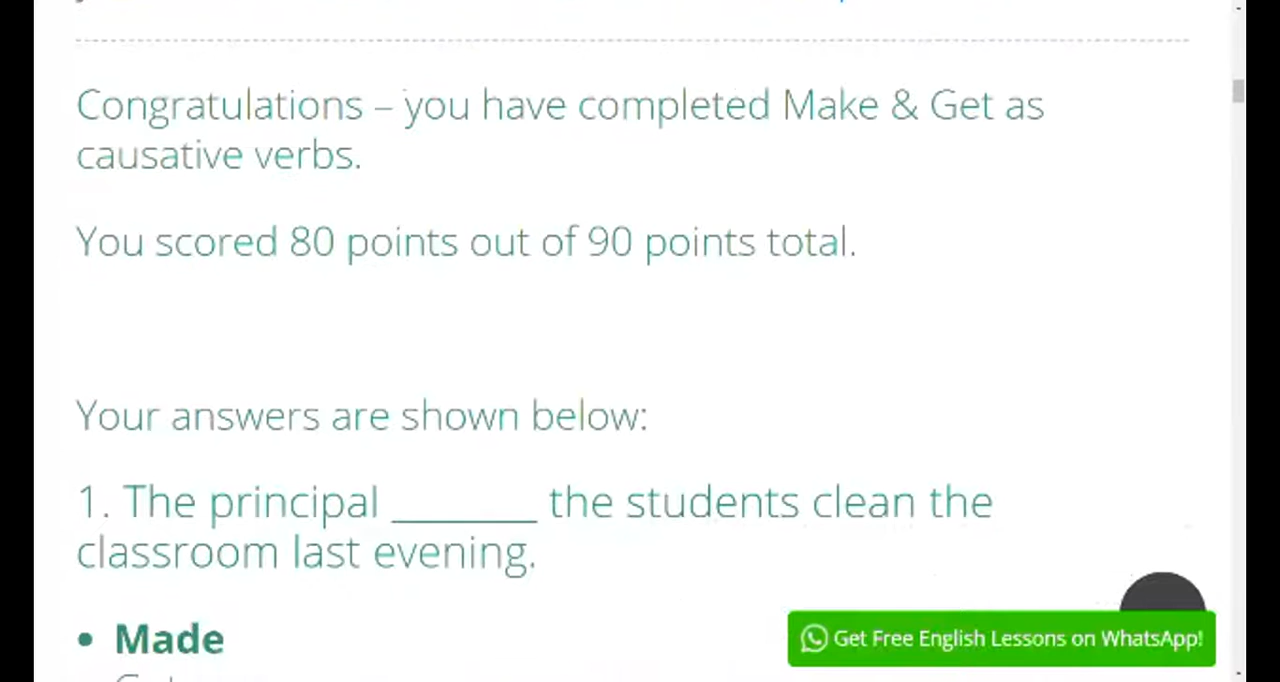 Congratulations – you have completed Make & Get as
causative verbs.
You scored 80 points out of 90 points total.
Your answers are shown below:
1. The principal _______ the students clean the
classroom last evening.
• Made
Get Free English Lessons on WhatsApp!